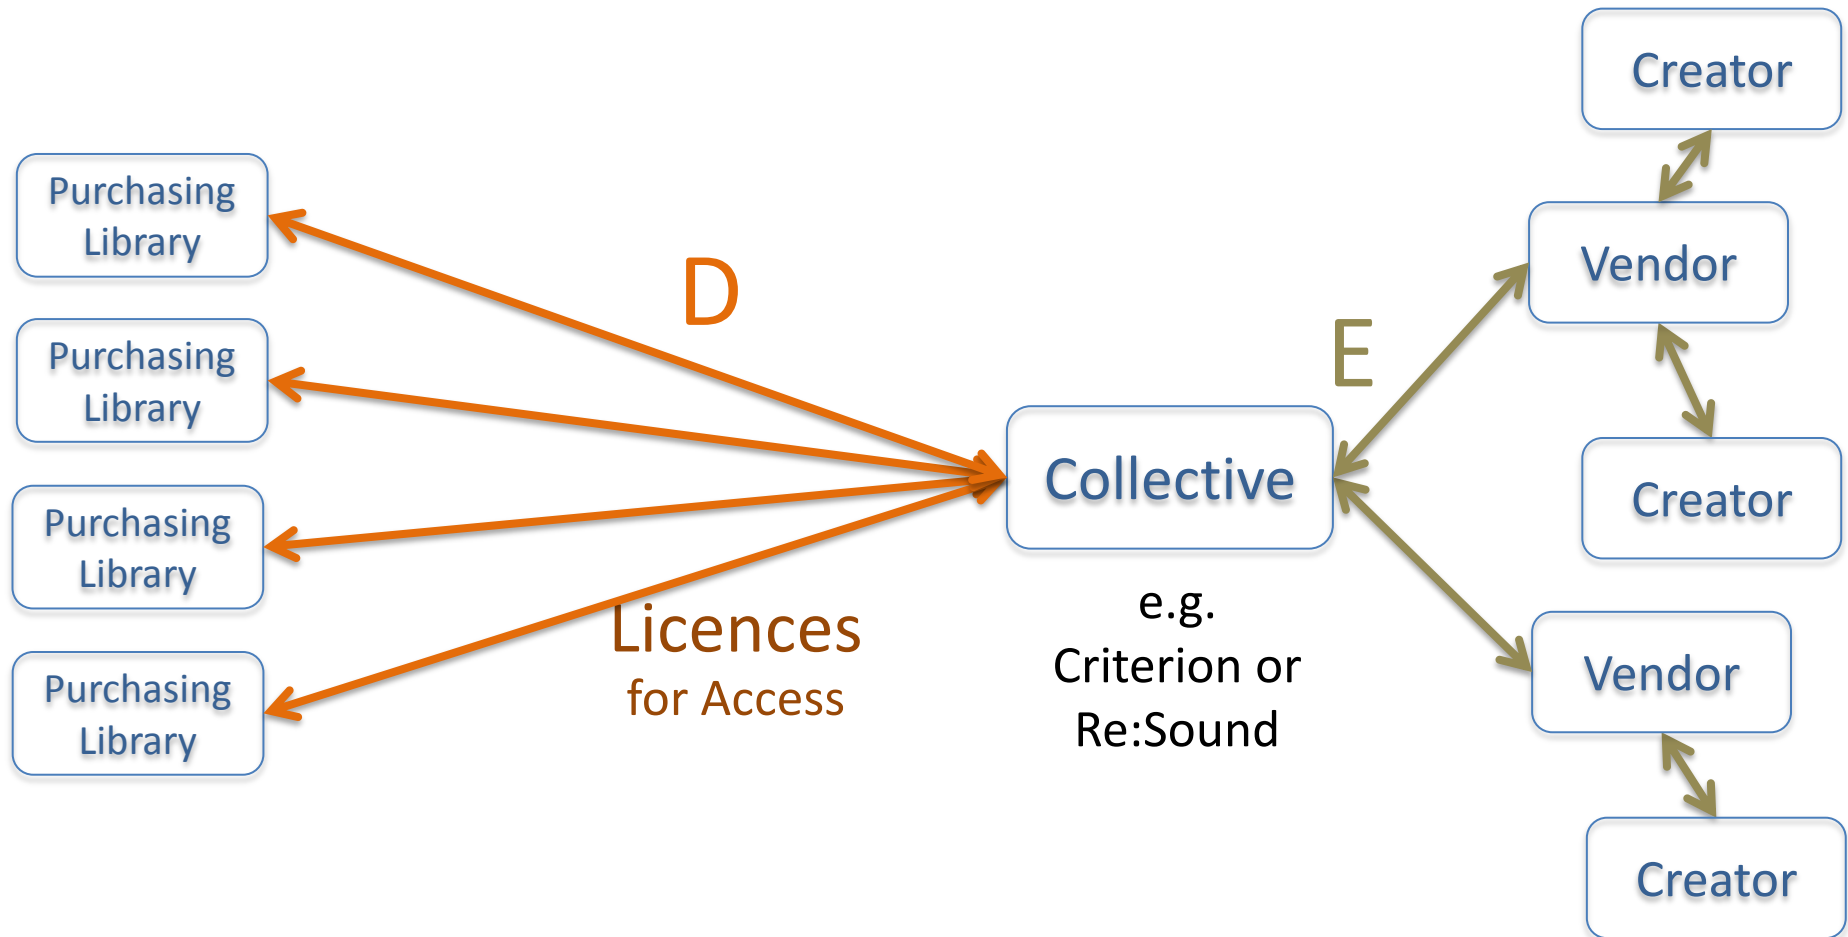 Purchasing
Library
Purchasing
Library
Purchasing
Library
Purchasing
Library
D
Licences
for Access
Collective
e.g.
Criterion or
Re:Sound
E
Creator
Vendor
Creator
Vendor
Creator